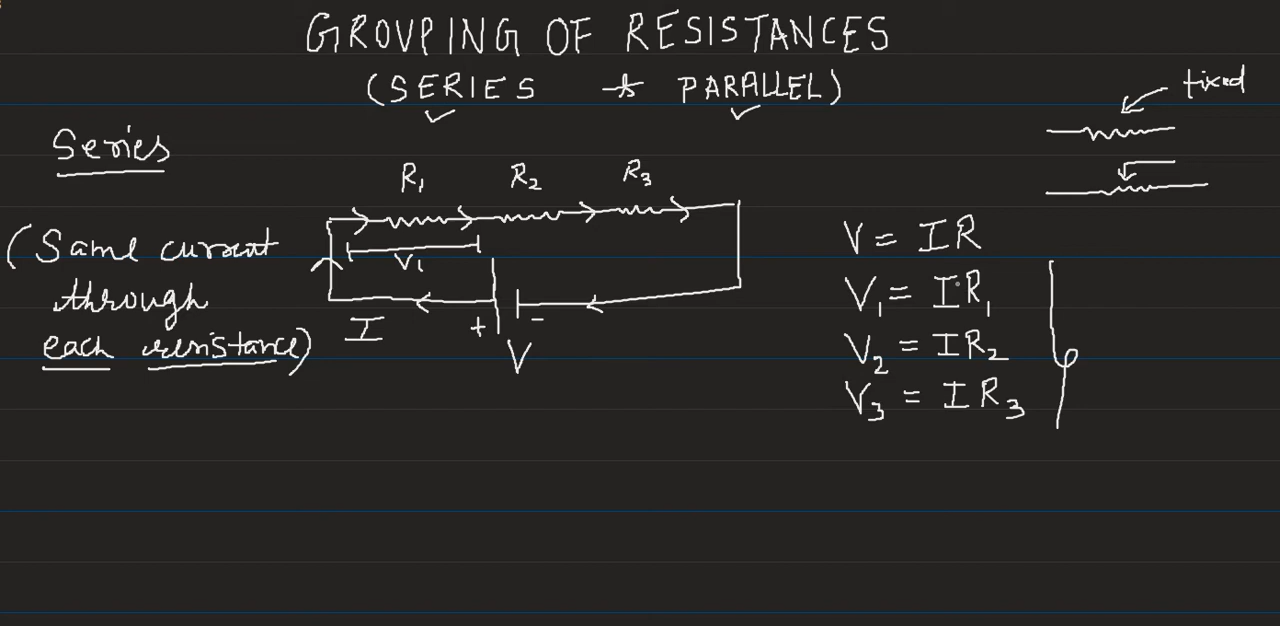 GROUPING OF RESISTANCES
(SERIES & PARALLEL)
fixed
Series
R1 R2 R3
(Same current
through
each resistance)
V1
I
+ -
V
V = IR
V1 = IR1
V2 = IR2
V3 = IR3